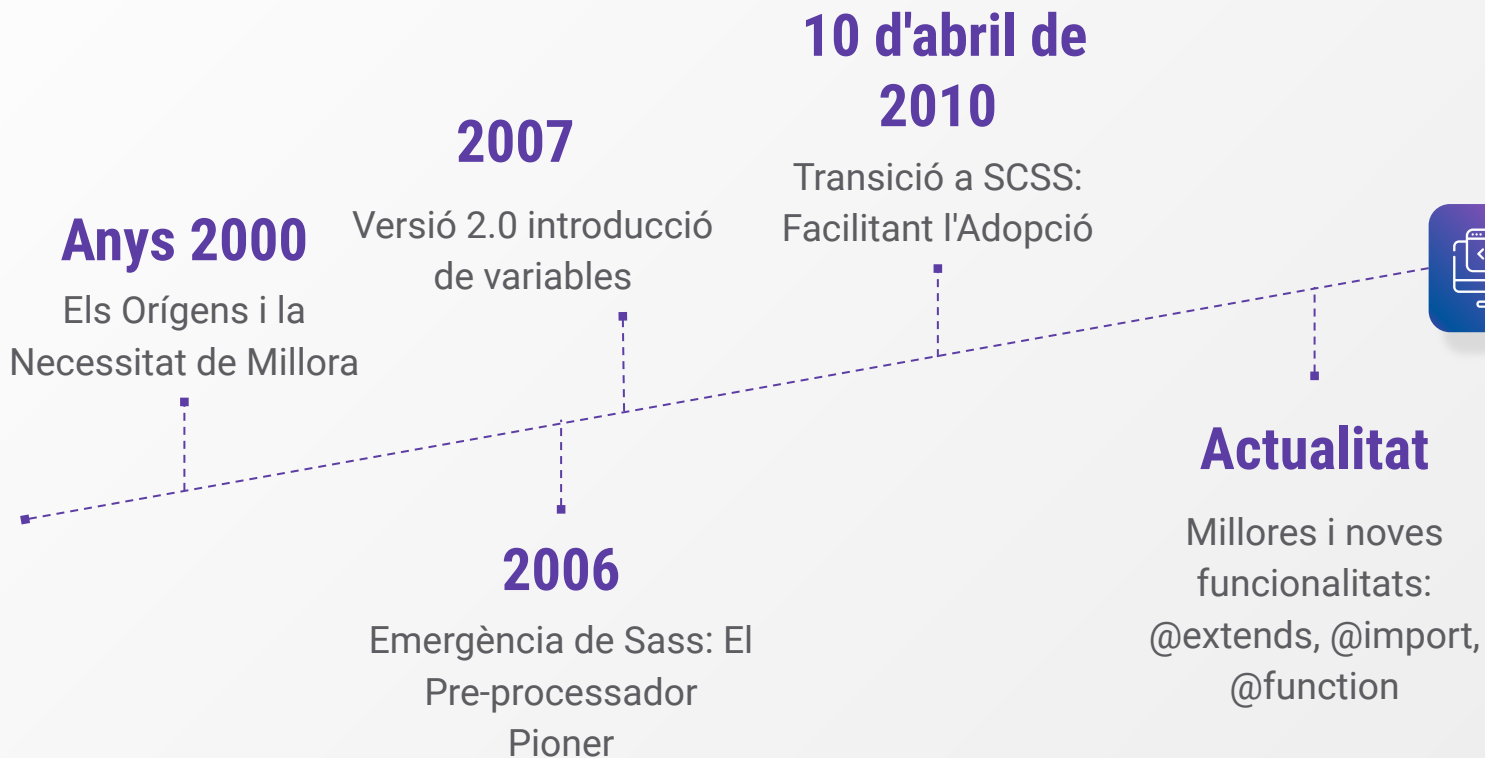 Anys 2000
Els Orígens i la
Necessitat de Millora
2006
Emergència de Sass: El
Pre-processador
Pioner
2007
Versió 2.0 introducció
de variables
10 d'abril de
2010
Transició a SCSS:
Facilitant l'Adopció
Actualitat
Millores i noves
funcionalitats:
@extends, @import,
@function